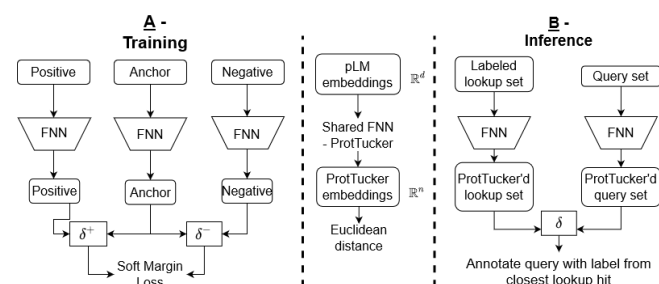 A -
Training
Positive
Anchor
Negative
FNN
FNN
FNN
Positive
Anchor
Negative
δ⁺
δ⁻
Soft Margin
Loss
pLM
embeddings
ℝᵈ
Shared FNN
- ProtTucker
ProtTucker
embeddings
ℝⁿ
Euclidean
distance
B -
Inference
Labeled
lookup set
Query set
FNN
FNN
ProtTucker'd
lookup set
ProtTucker'd
query set
δ
Annotate query with label from
closest lookup hit